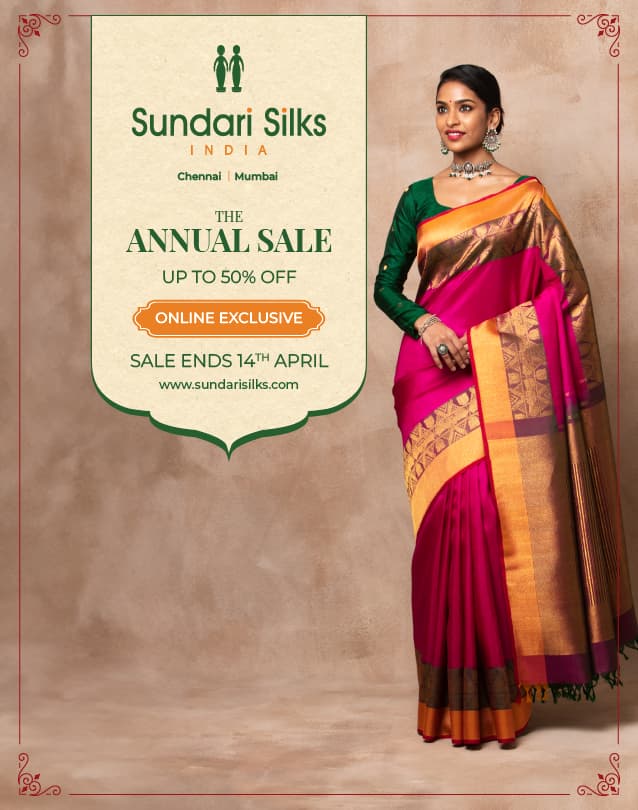 Sundari Silks
INDIA
Chennai | Mumbai
THE
ANNUAL SALE
UP TO 50% OFF
ONLINE EXCLUSIVE
SALE ENDS 14TH APRIL
www.sundarisilks.com